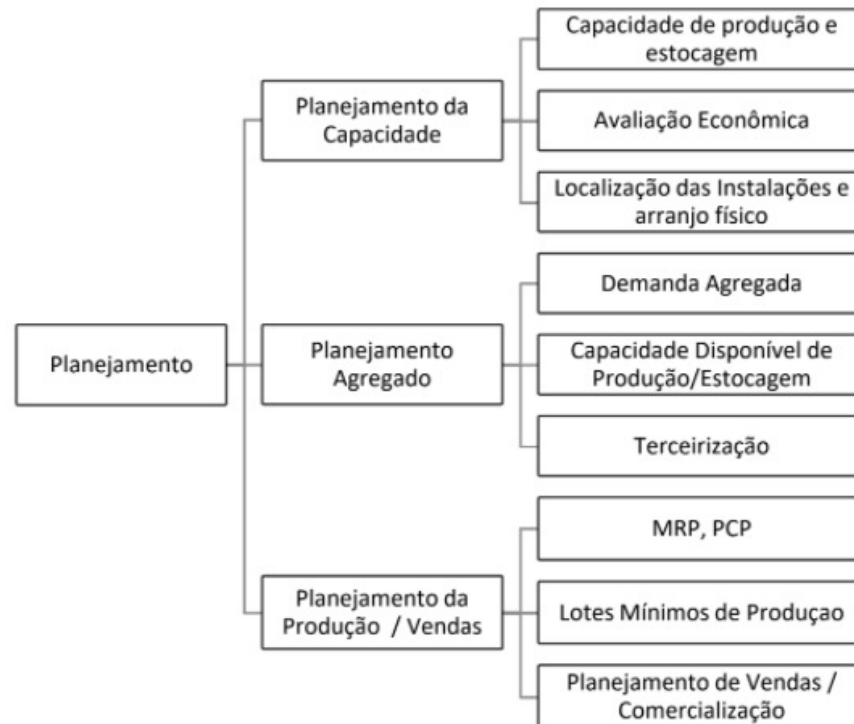 Planejamento
Planejamento da
Capacidade
Capacidade de produção e
estocagem
Avaliação Econômica
Localização das Instalações e
arranjo físico
Planejamento
Agregado
Demanda Agregada
Capacidade Disponível de
Produção/Estocagem
Terceirização
Planejamento da
Produção / Vendas
MRP, PCP
Lotes Mínimos de Produçao
Planejamento de Vendas /
Comercialização